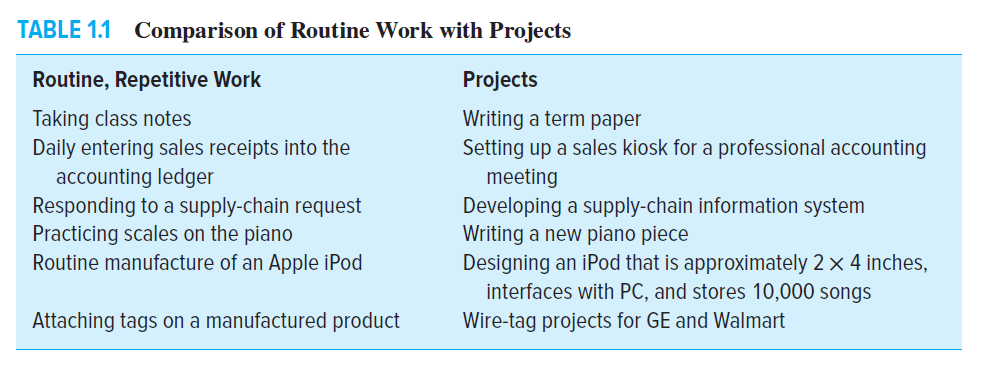 TABLE 1.1 Comparison of Routine Work with Projects
Routine, Repetitive Work Projects
Taking class notes Writing a term paper
Daily entering sales receipts into the Setting up a sales kiosk for a professional accounting
accounting ledger meeting
Responding to a supply-chain request Developing a supply-chain information system
Practicing scales on the piano Writing a new piano piece
Routine manufacture of an Apple iPod Designing an iPod that is approximately 2 × 4 inches,
interfaces with PC, and stores 10,000 songs
Attaching tags on a manufactured product Wire-tag projects for GE and Walmart